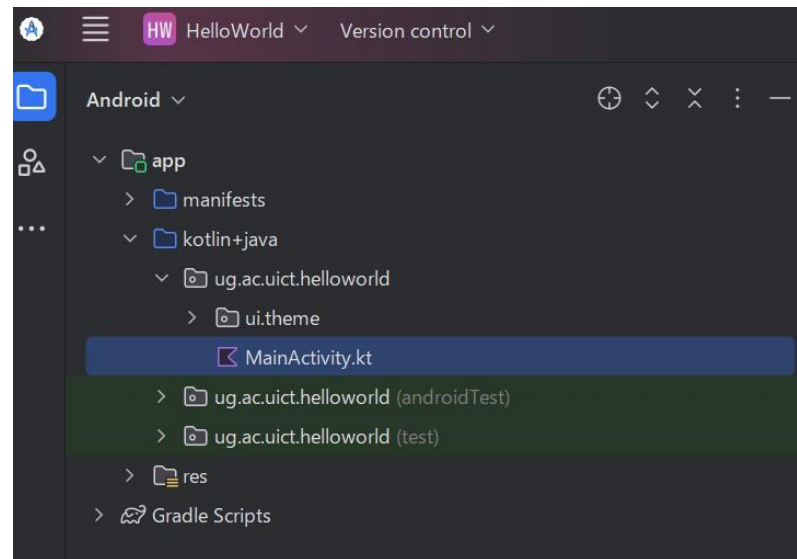 HW HelloWorld Version control
Android
app
manifests
kotlin+java
ug.ac.uict.helloworld
ui.theme
MainActivity.kt
ug.ac.uict.helloworld (androidTest)
ug.ac.uict.helloworld (test)
res
Gradle Scripts